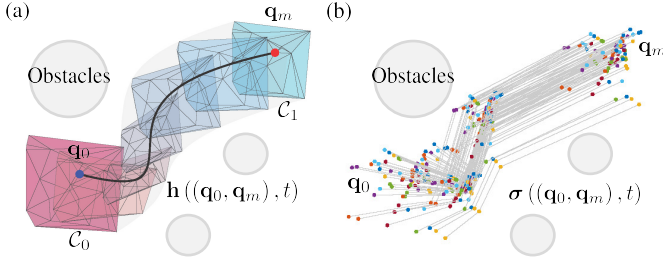 (a)
q_m
Obstacles
C_1
q_0
h ((q_0, q_m), t)
C_0
(b)
q_m
Obstacles
q_0
σ ((q_0, q_m), t)